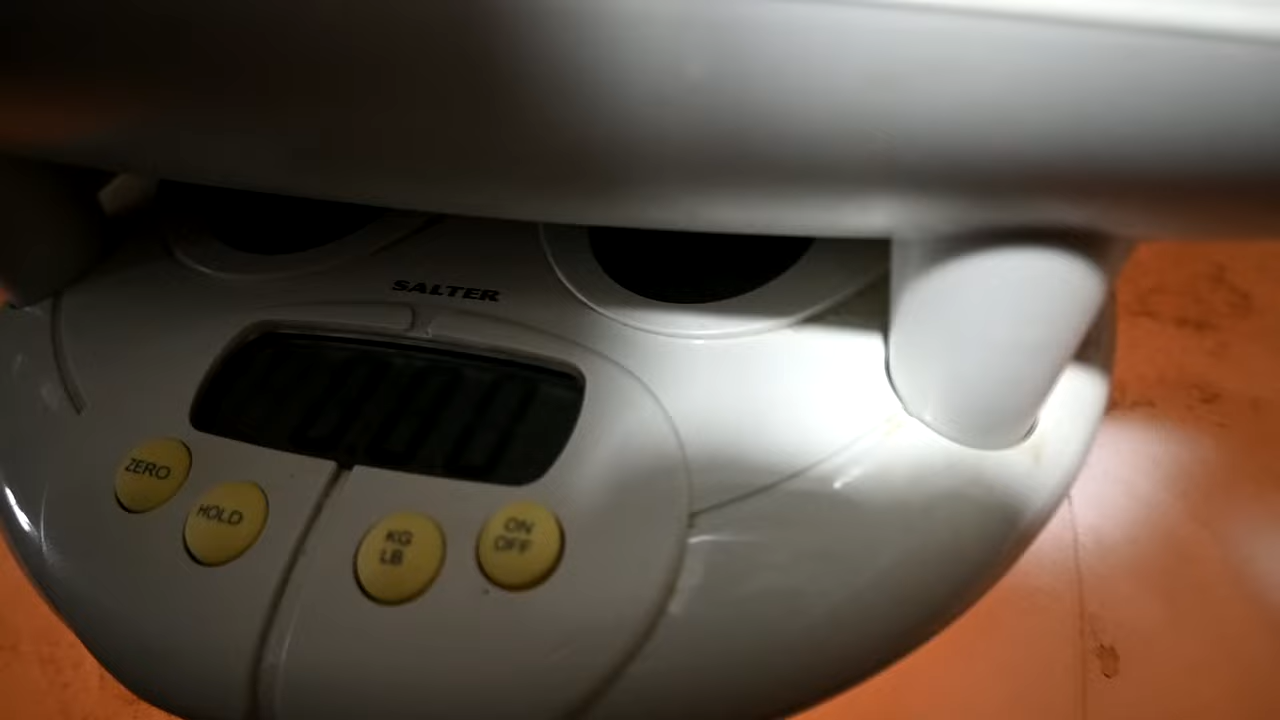 SALTER
ZERO
HOLD
KG
LB
ON
OFF